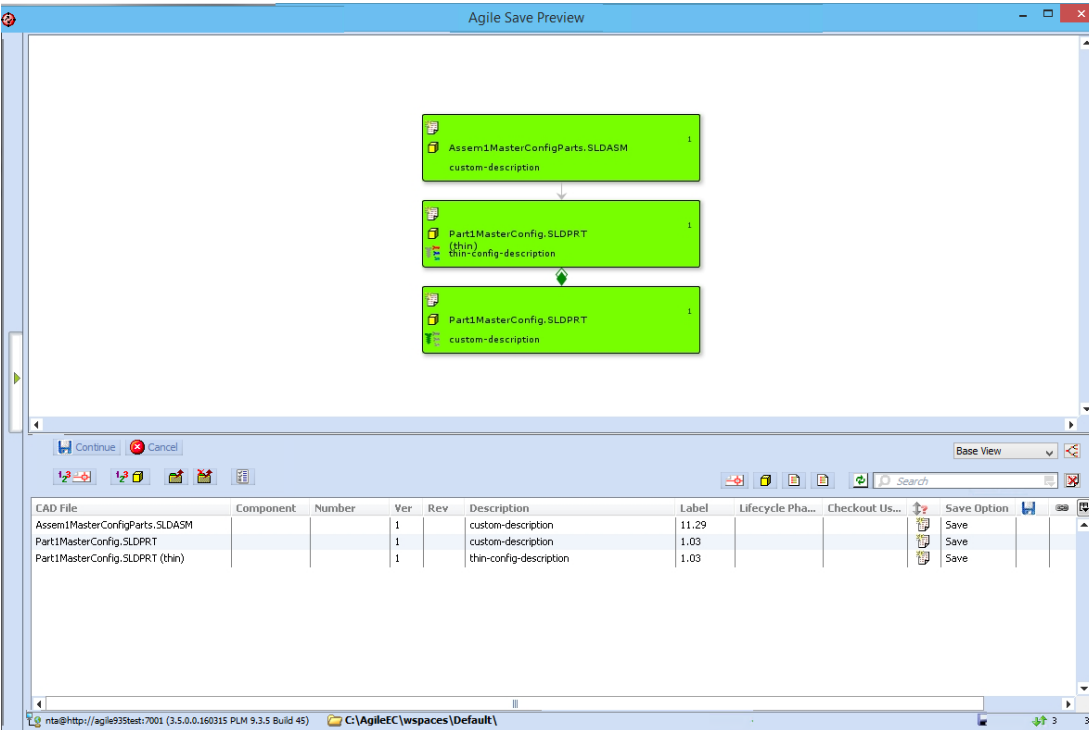 Agile Save Preview
1
Assem1MasterConfigParts.SLDASM
custom-description
1
Part1MasterConfig.SLDPRT
(thin)
thin-config-description
1
Part1MasterConfig.SLDPRT
custom-description
Continue Cancel
Base View
Search
CAD File Component Number Ver Rev Description Label Lifecycle Pha... Checkout Us... Save Option
Assem1MasterConfigParts.SLDASM 1 custom-description 11.29 Save
Part1MasterConfig.SLDPRT 1 custom-description 1.03 Save
Part1MasterConfig.SLDPRT (thin) 1 thin-config-description 1.03 Save
nta@http://agile935test:7001 (3.5.0.0.160315 PLM 9.3.5 Build 45) C:\AgileEC\wspaces\Default\ 3 3